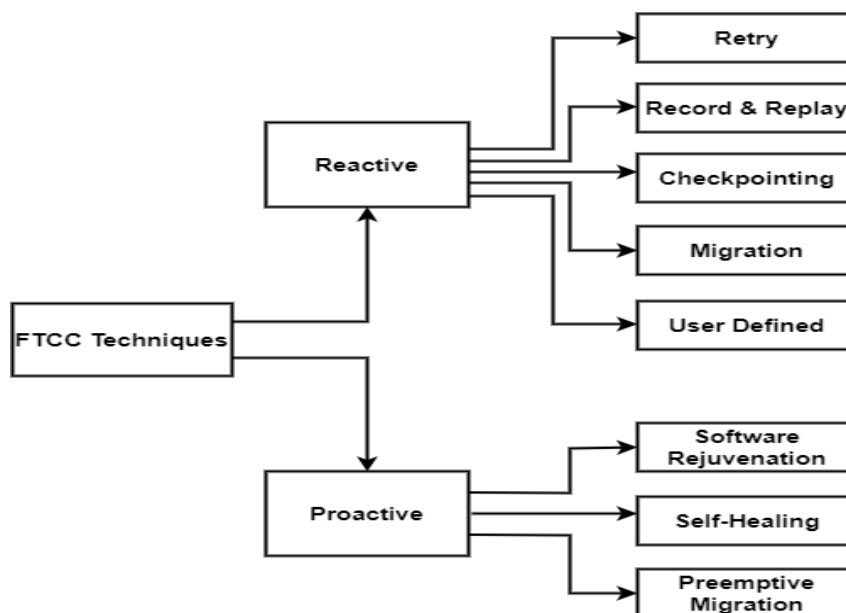 Retry
Record & Replay
Reactive
Checkpointing
Migration
FTCC Techniques
User Defined
Software
Rejuvenation
Proactive
Self-Healing
Preemptive
Migration